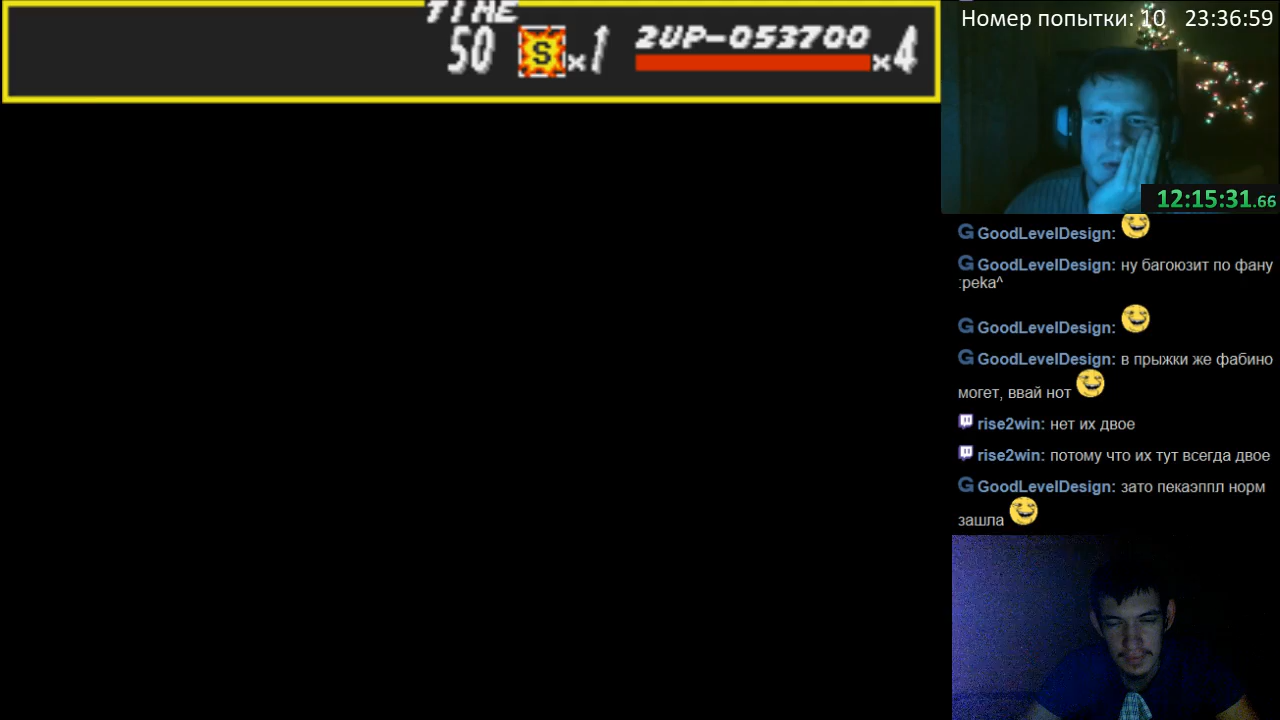 TIME
50 S x1 2UP-053700 x4
Номер попытки: 10 23:36:59
12:15:31.66
G GoodLevelDesign:
G GoodLevelDesign: ну багоюзит по фану
:peka^
G GoodLevelDesign:
G GoodLevelDesign: в прыжки же фабино
могет, ввай нот
rise2win: нет их двое
rise2win: потому что их тут всегда двое
G GoodLevelDesign: зато пекаэппл норм
зашла